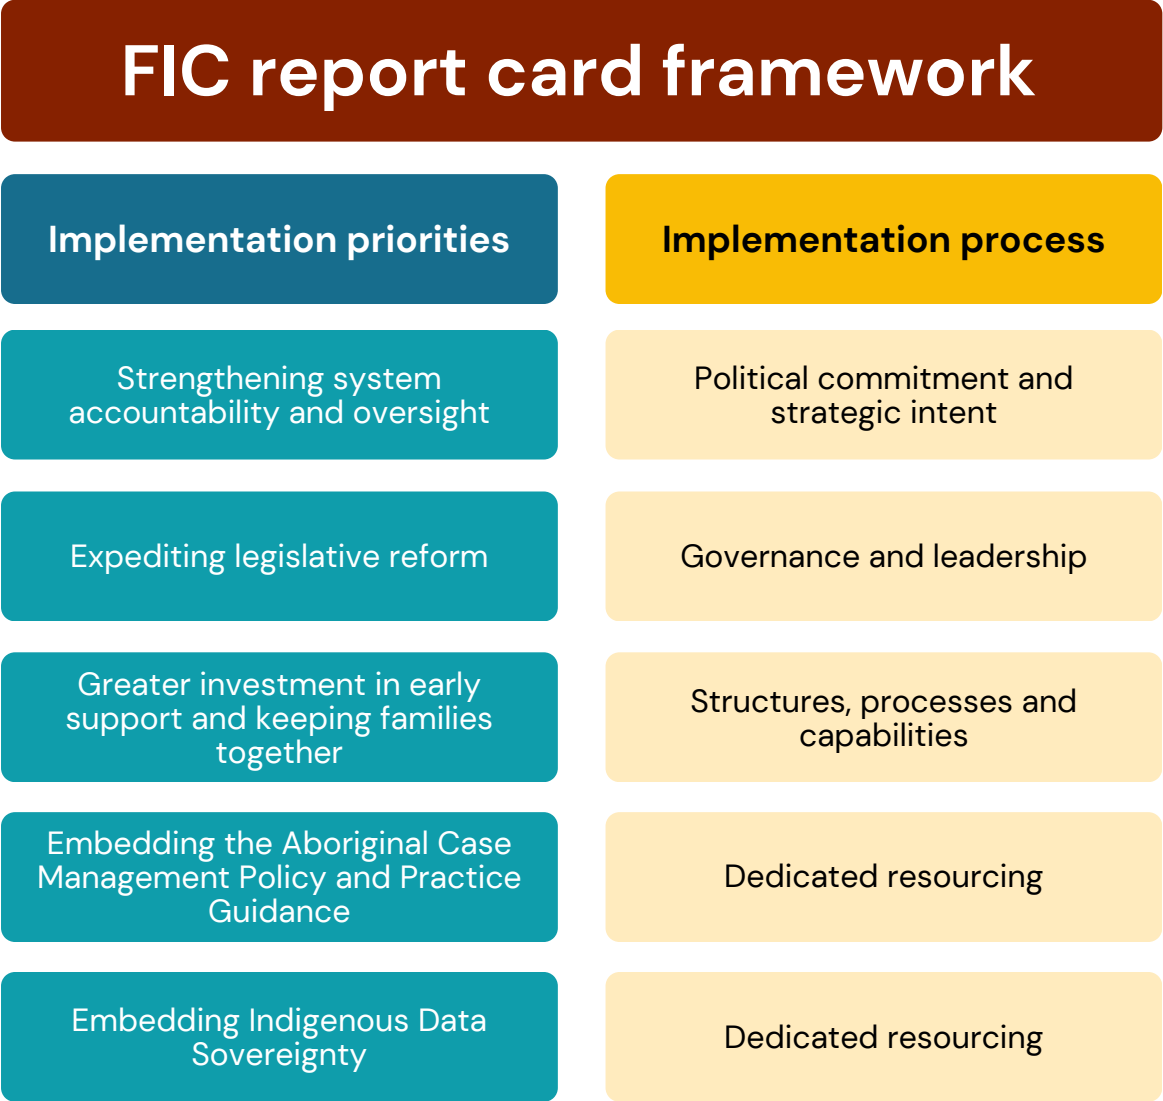 FIC report card framework
Implementation priorities
Implementation process
Strengthening system
accountability and oversight
Political commitment and
strategic intent
Expediting legislative reform
Governance and leadership
Greater investment in early
support and keeping families
together
Structures, processes and
capabilities
Embedding the Aboriginal Case
Management Policy and Practice
Guidance
Dedicated resourcing
Embedding Indigenous Data
Sovereignty
Dedicated resourcing